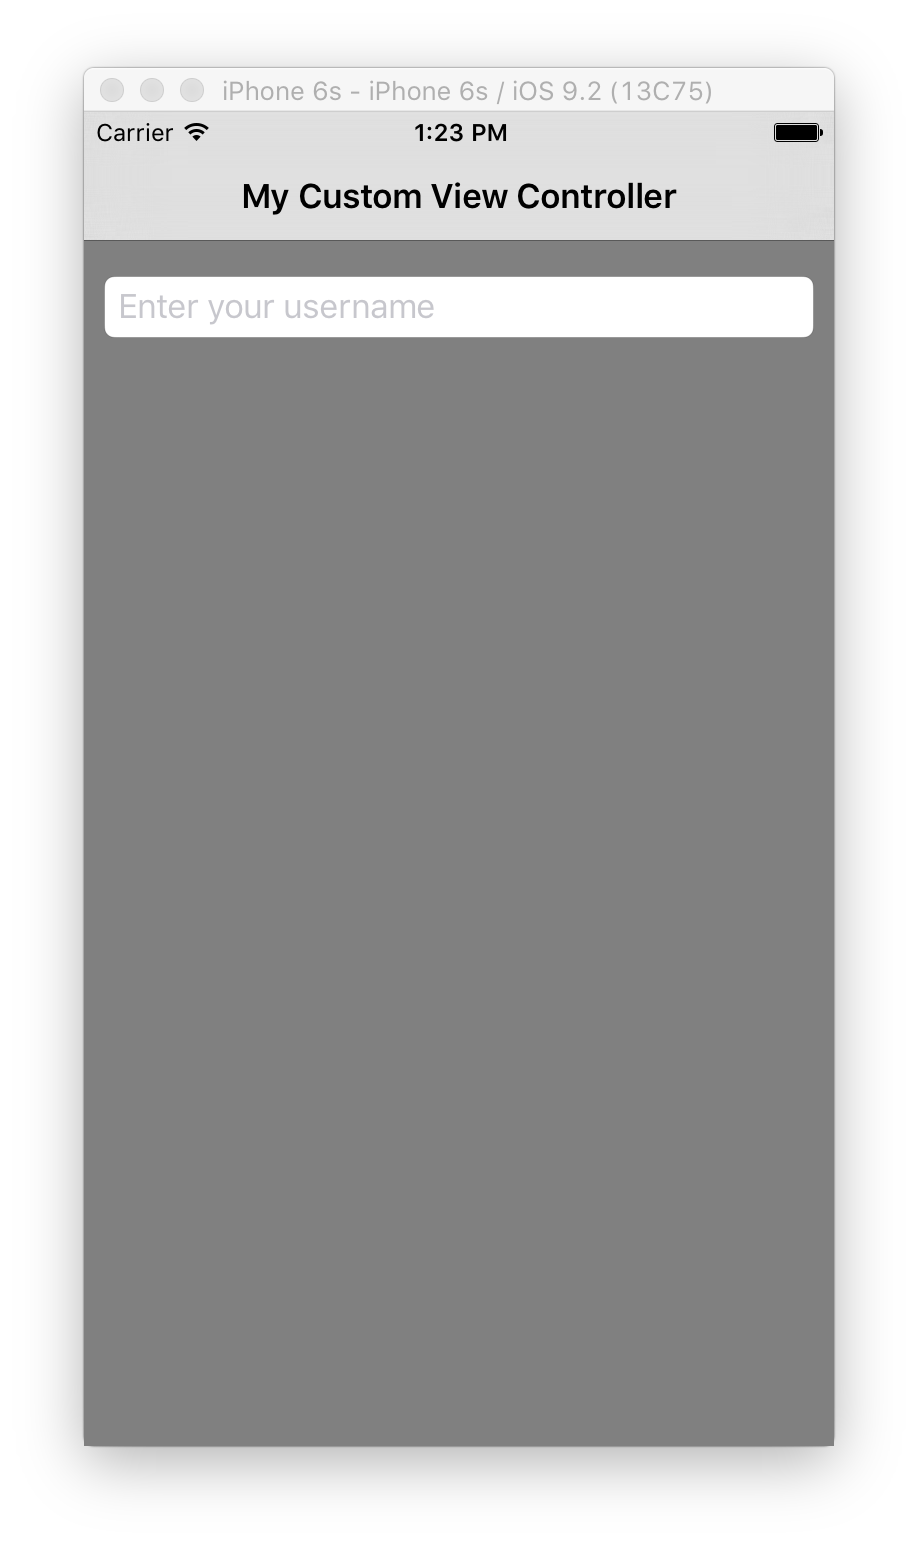 iPhone 6s - iPhone 6s / iOS 9.2 (13C75)
Carrier 1:23 PM
My Custom View Controller
Enter your username